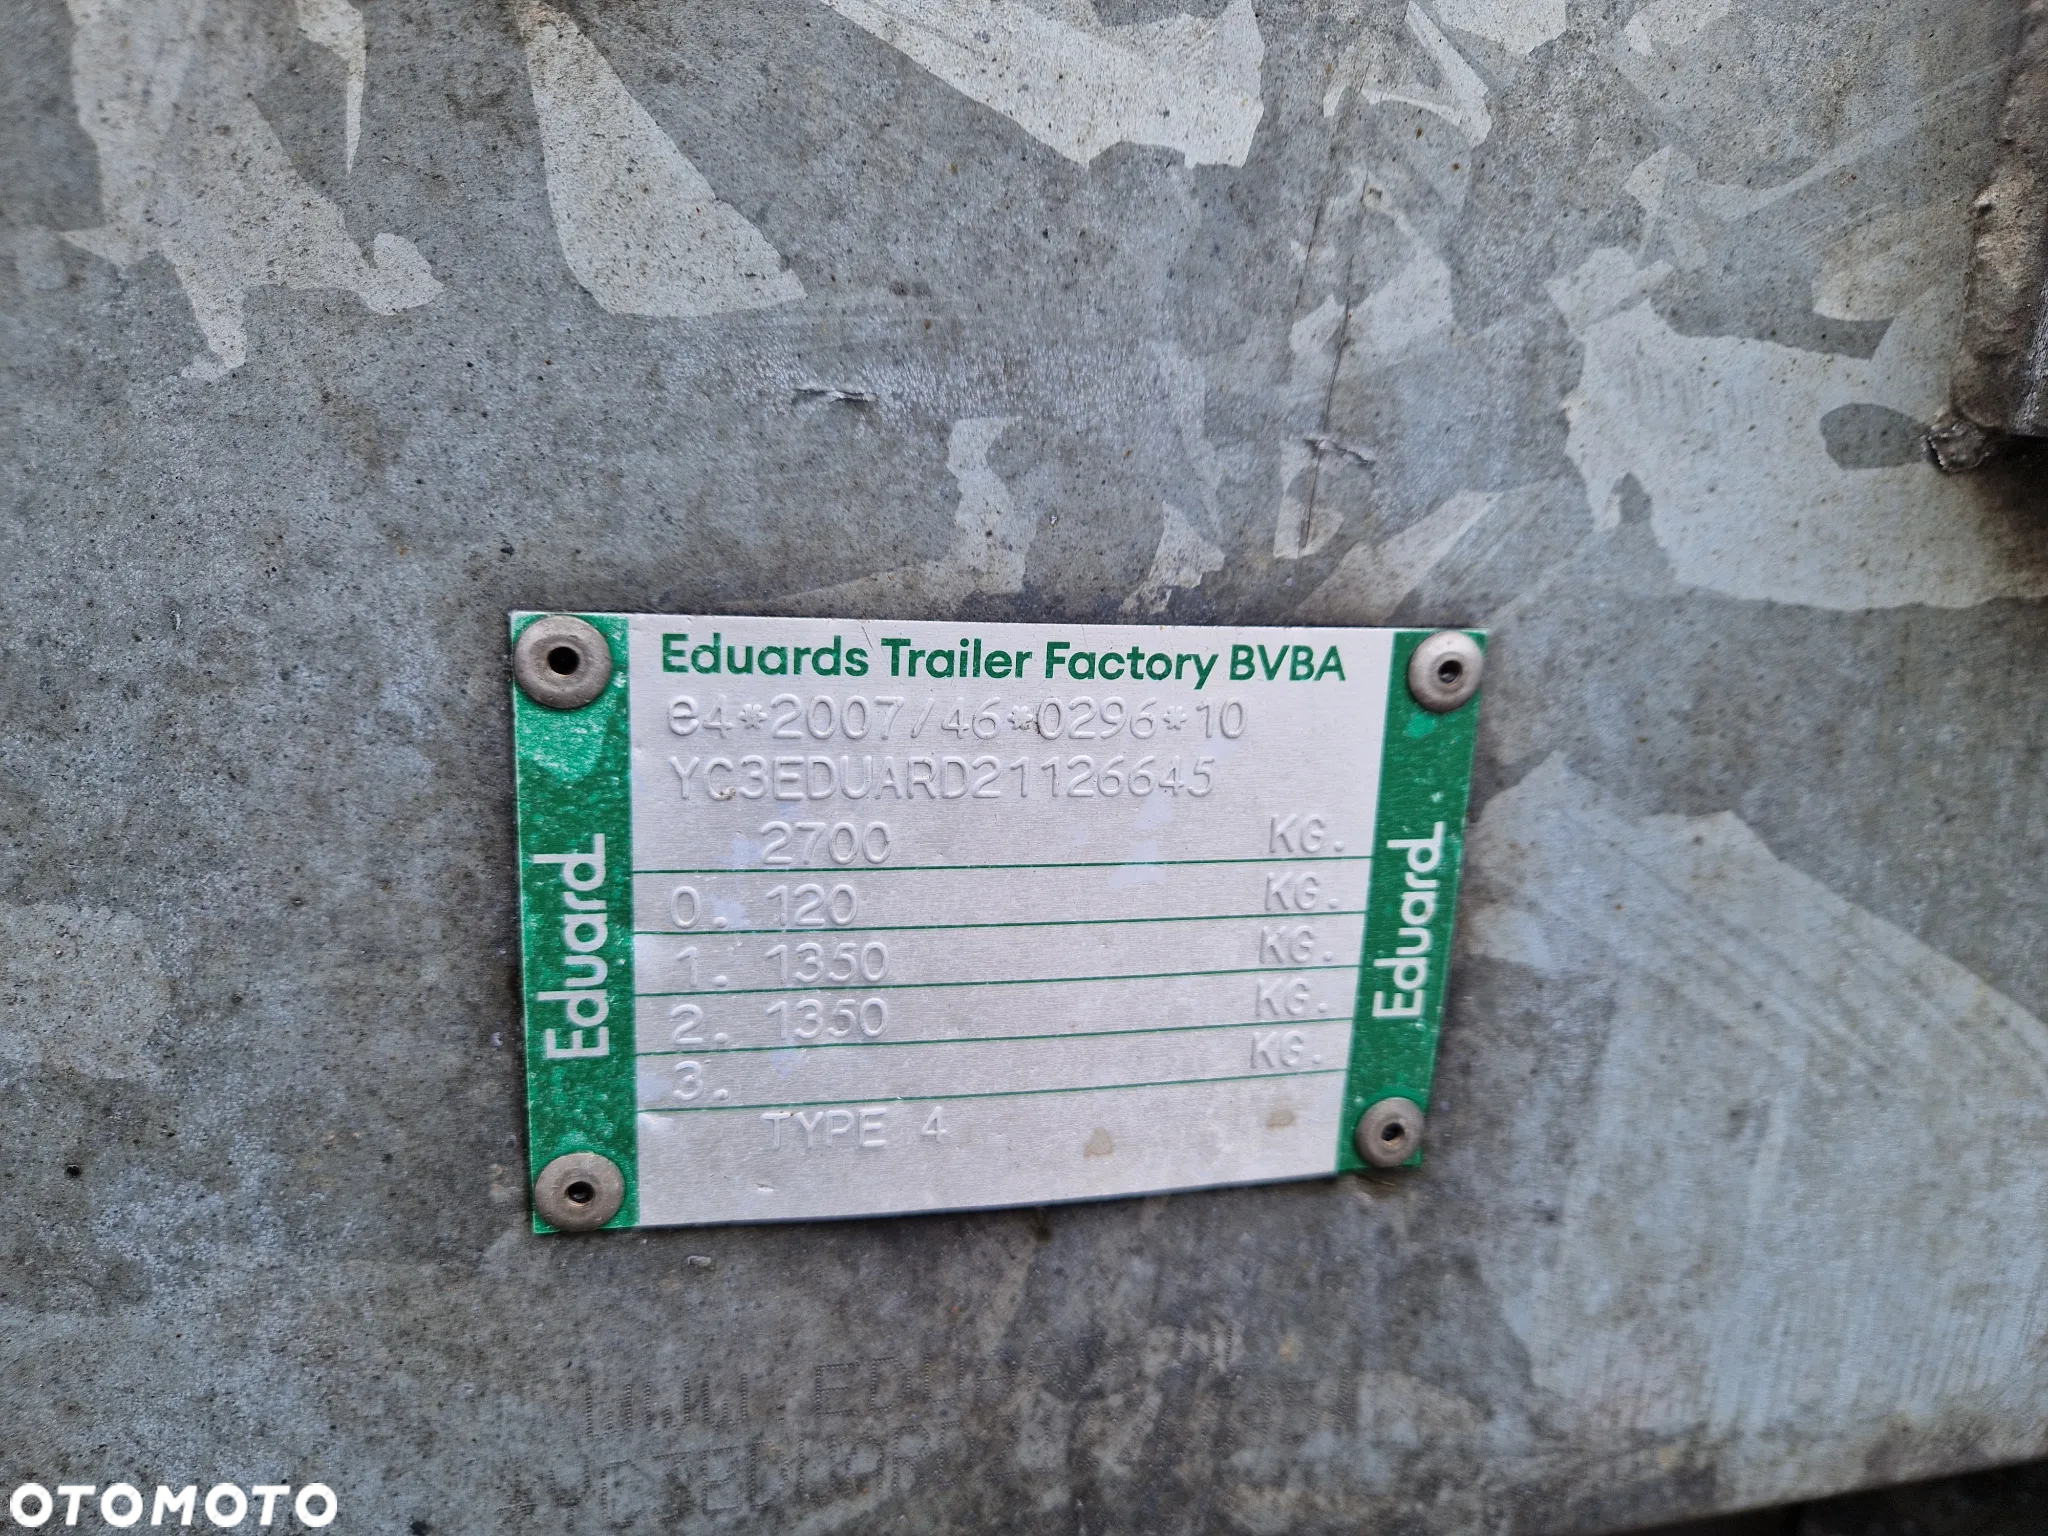 Eduards Trailer Factory BVBA
e4*2007/46*0296*10
YC3EDUARD21126645
2700 KG.
0. 120 KG.
1. 1350 KG.
2. 1350 KG.
3. KG.
TYPE 4
Eduard
Eduard
OTOMOTO